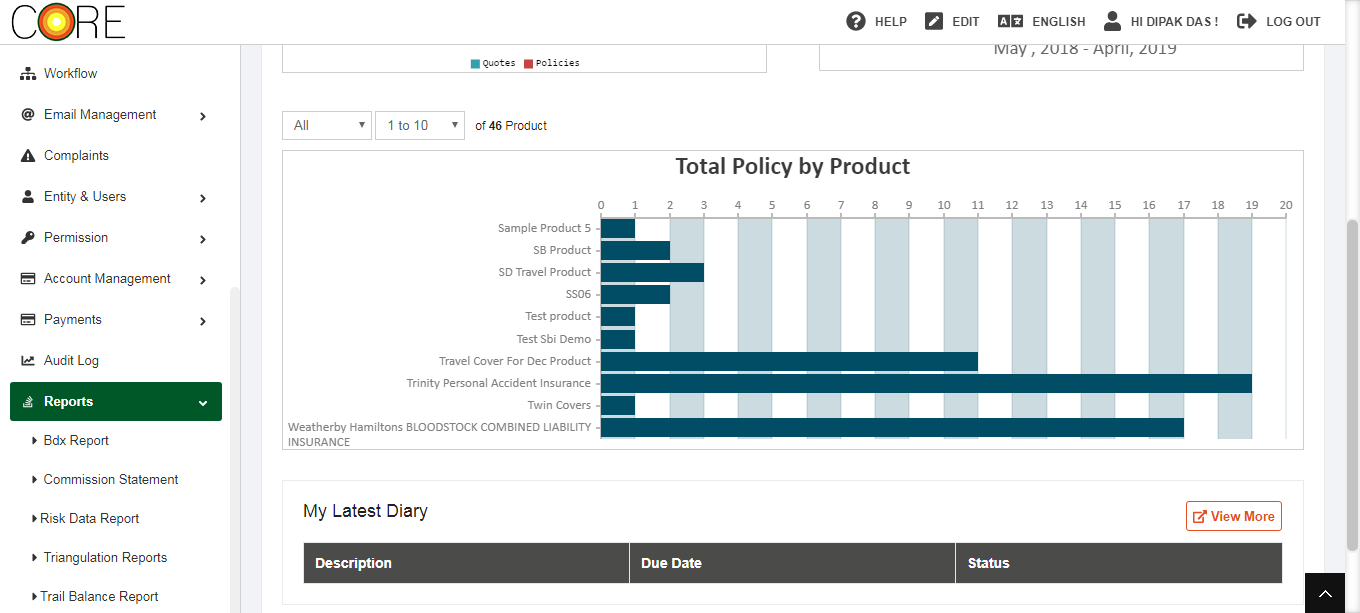 CORE
HELP
EDIT
ENGLISH
HI DIPAK DAS !
LOG OUT
Workflow
Email Management
Complaints
Entity & Users
Permission
Account Management
Payments
Audit Log
Reports
Bdx Report
Commission Statement
Risk Data Report
Triangulation Reports
Trail Balance Report
Quotes Policies
May , 2018 - April, 2019
All 1 to 10 of 46 Product
Total Policy by Product
0 1 2 3 4 5 6 7 8 9 10 11 12 13 14 15 16 17 18 19 20
Sample Product 5
SB Product
SD Travel Product
SS06
Test product
Test Sbi Demo
Travel Cover For Dec Product
Trinity Personal Accident Insurance
Twin Covers
Weatherby Hamiltons BLOODSTOCK COMBINED LIABILITY
INSURANCE
My Latest Diary
View More
Description Due Date Status